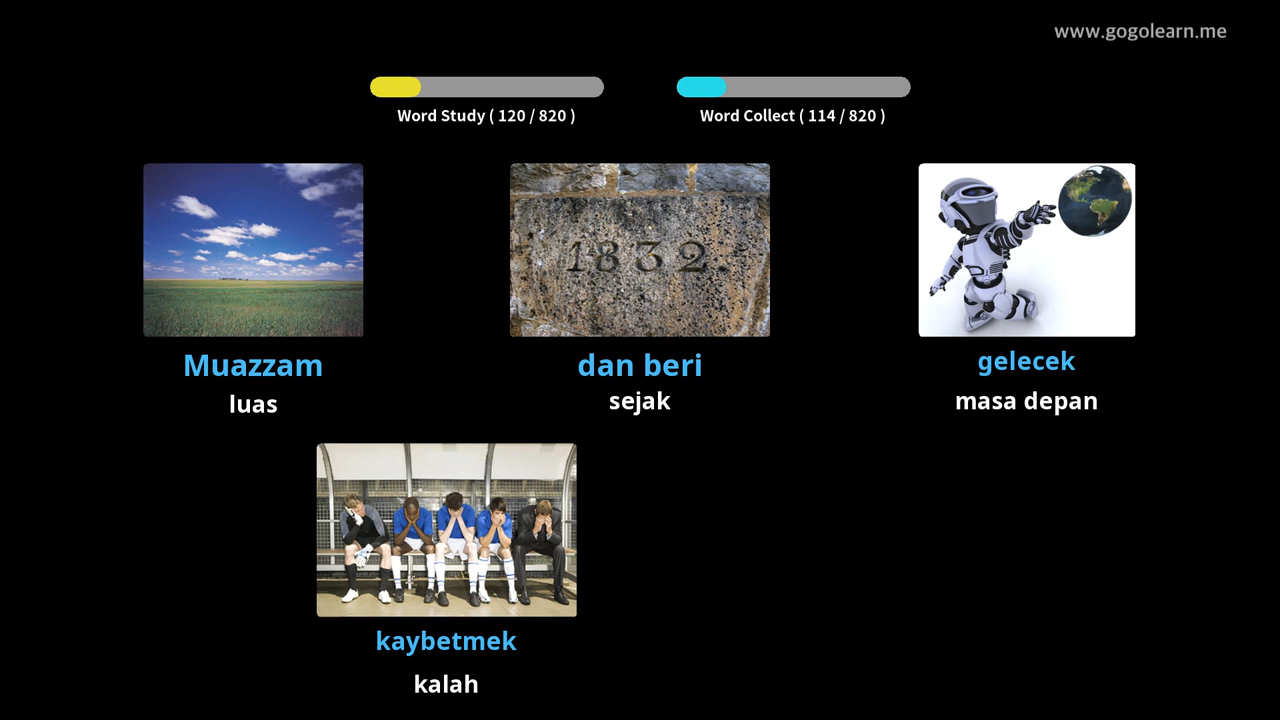 www.gogolearn.me
Word Study ( 120 / 820 )
Word Collect ( 114 / 820 )
1832
Muazzam
luas
dan beri
sejak
gelecek
masa depan
kaybetmek
kalah